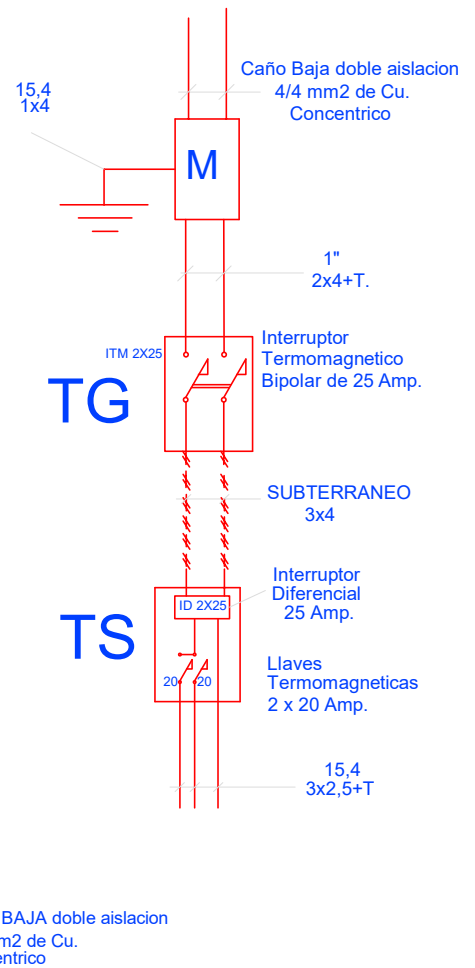 Caño Baja doble aislacion
4/4 mm2 de Cu.
Concentrico
15,4
1x4
M
1"
2x4+T.
ITM 2X25
Interruptor
Termomagnetico
Bipolar de 25 Amp.
TG
SUBTERRANEO
3x4
Interruptor
Diferencial
25 Amp.
ID 2X25
TS
20
20
Llaves
Termomagneticas
2 x 20 Amp.
15,4
3x2,5+T
BAJA doble aislacion
m2 de Cu.
entrico